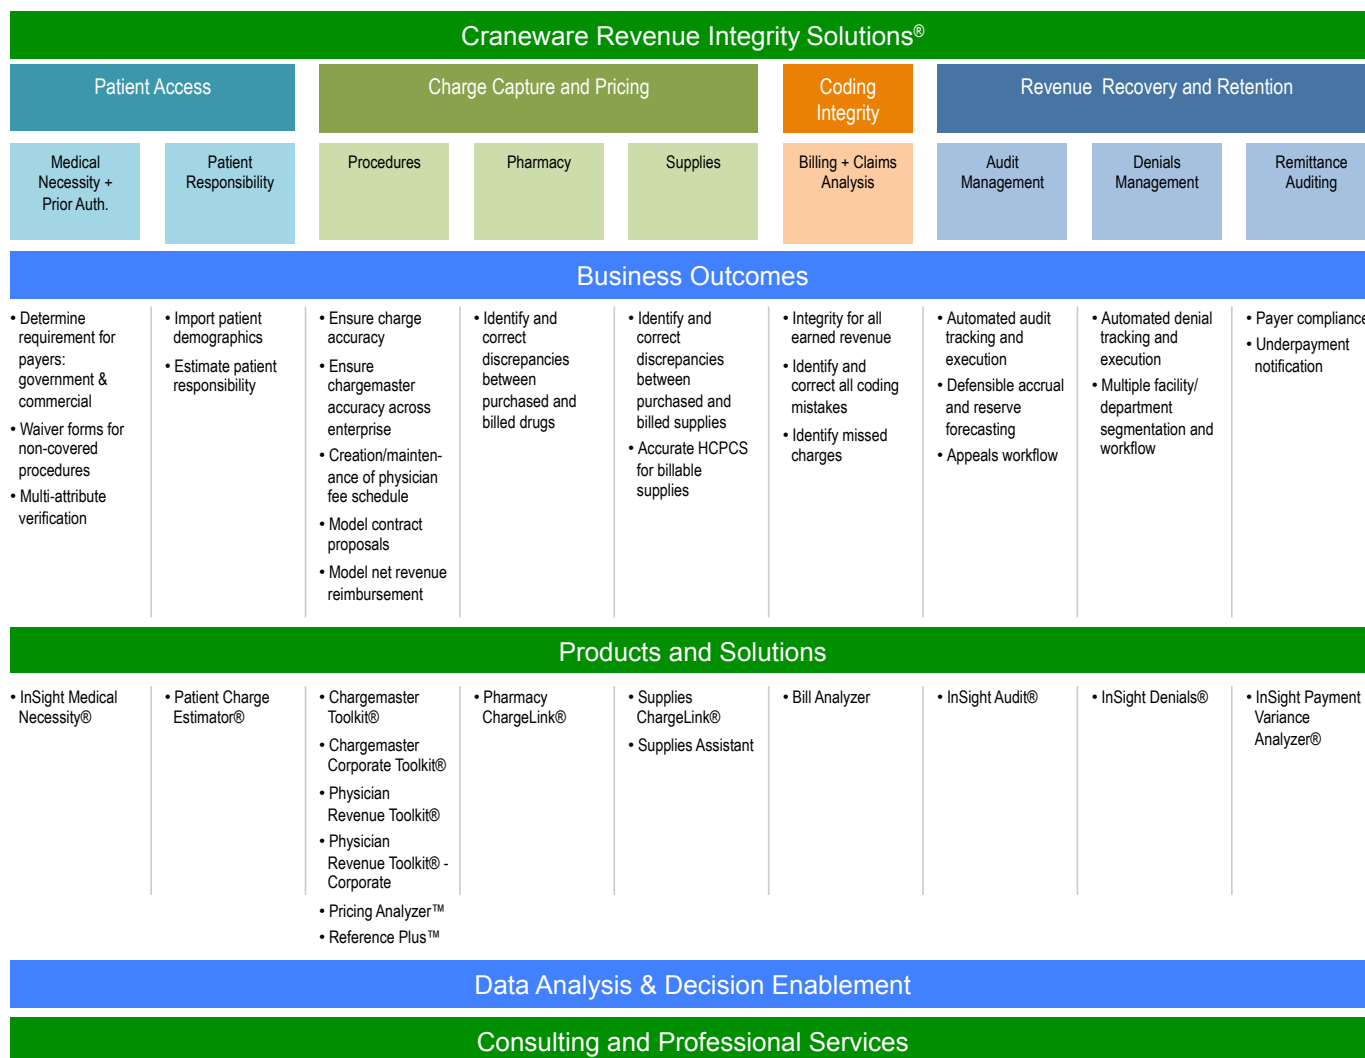 Craneware Revenue Integrity Solutions®
Patient Access
Charge Capture and Pricing
Coding
Integrity
Revenue Recovery and Retention
Medical
Necessity +
Prior Auth.
Patient
Responsibility
Procedures
Pharmacy
Supplies
Billing + Claims
Analysis
Audit
Management
Denials
Management
Remittance
Auditing
Business Outcomes
• Determine
requirement for
payers:
government &
commercial
• Waiver forms for
non-covered
procedures
• Multi-attribute
verification
• Import patient
demographics
• Estimate patient
responsibility
• Ensure charge
accuracy
• Ensure
chargemaster
accuracy across
enterprise
• Creation/mainten-
ance of physician
fee schedule
• Model contract
proposals
• Model net revenue
reimbursement
• Identify and
correct
discrepancies
between
purchased and
billed drugs
• Identify and
correct
discrepancies
between
purchased and
billed supplies
• Accurate HCPCS
for billable
supplies
• Integrity for all
earned revenue
• Identify and
correct all coding
mistakes
• Identify missed
charges
• Automated audit
tracking and
execution
• Defensible accrual
and reserve
forecasting
• Appeals workflow
• Automated denial
tracking and
execution
• Multiple facility/
department
segmentation and
workflow
• Payer compliance
• Underpayment
notification
Products and Solutions
• InSight Medical
Necessity®
• Patient Charge
Estimator®
• Chargemaster
Toolkit®
• Chargemaster
Corporate Toolkit®
• Physician
Revenue Toolkit®
• Physician
Revenue Toolkit® -
Corporate
• Pricing Analyzer™
• Reference Plus™
• Pharmacy
ChargeLink®
• Supplies
ChargeLink®
• Supplies Assistant
• Bill Analyzer
• InSight Audit®
• InSight Denials®
• InSight Payment
Variance
Analyzer®
Data Analysis & Decision Enablement
Consulting and Professional Services